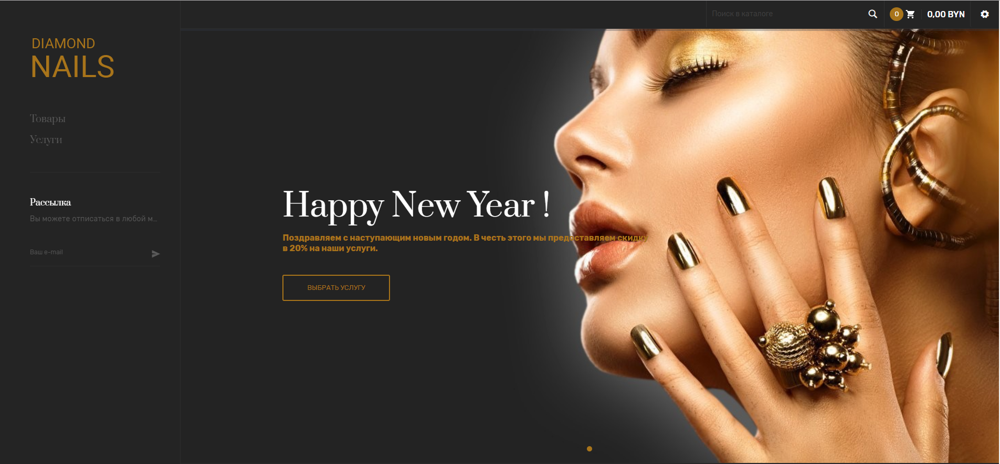 Поиск в каталоге
0
0,00 BYN
DIAMOND
NAILS
Товары
Услуги
Рассылка
Вы можете отписаться в любой м...
Ваш e-mail
Happy New Year !
Поздравляем с наступающим новым годом. В честь этого мы предоставляем скидку
в 20% на наши услуги.
ВЫБРАТЬ УСЛУГУ